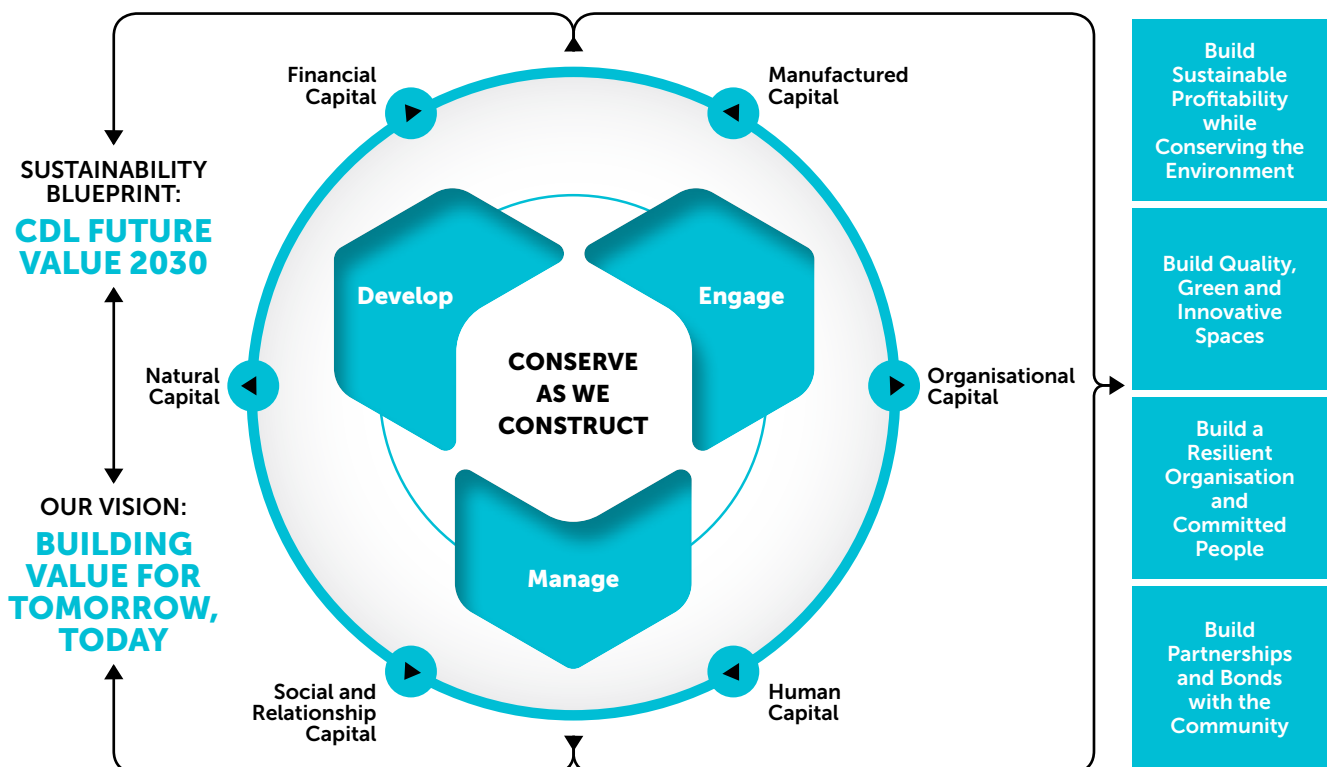 Financial
Capital
Manufactured
Capital
SUSTAINABILITY
BLUEPRINT:
CDL FUTURE
VALUE 2030
Develop
Engage
Natural
Capital
CONSERVE
AS WE
CONSTRUCT
Organisational
Capital
OUR VISION:
BUILDING
VALUE FOR
TOMORROW,
TODAY
Manage
Social and
Relationship
Capital
Human
Capital
Build
Sustainable
Profitability
while
Conserving the
Environment
Build Quality,
Green and
Innovative
Spaces
Build a
Resilient
Organisation
and
Committed
People
Build
Partnerships
and Bonds
with the
Community